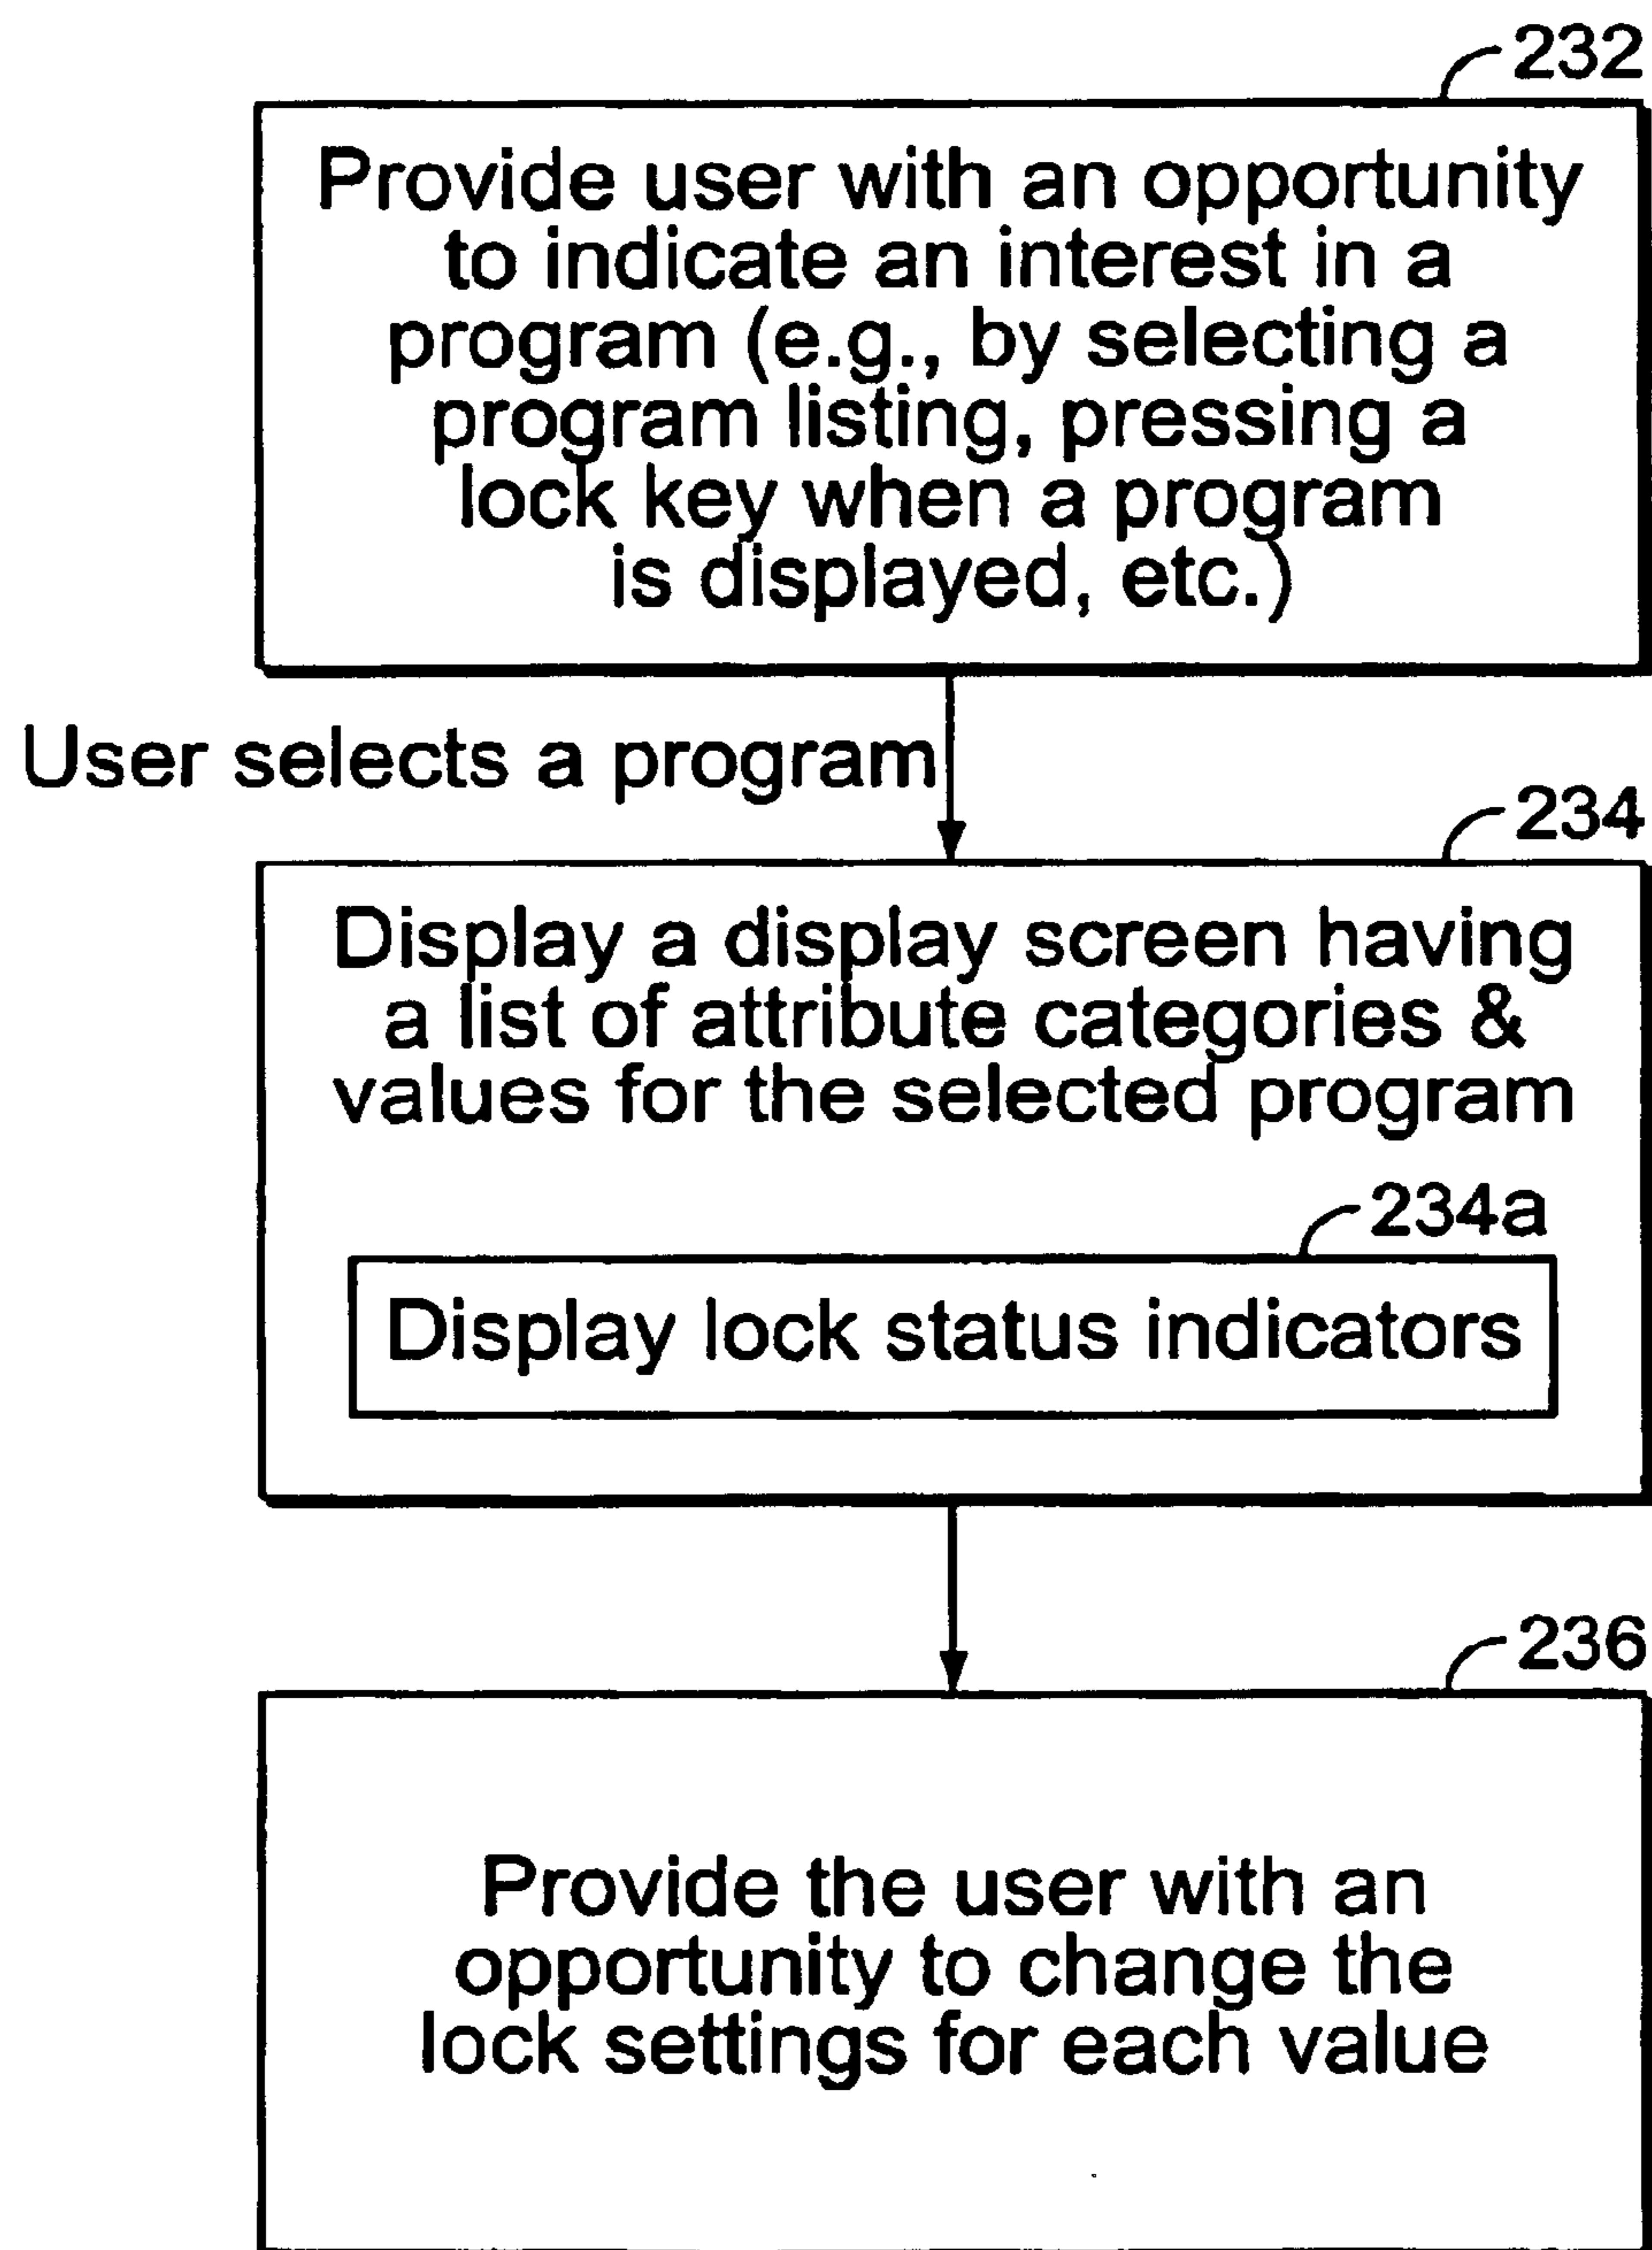 232
Provide user with an opportunity
to indicate an interest in a
program (e.g., by selecting a
program listing, pressing a
lock key when a program
is displayed, etc.)
User selects a program
234
Display a display screen having
a list of attribute categories &
values for the selected program
234a
Display lock status indicators
236
Provide the user with an
opportunity to change the
lock settings for each value